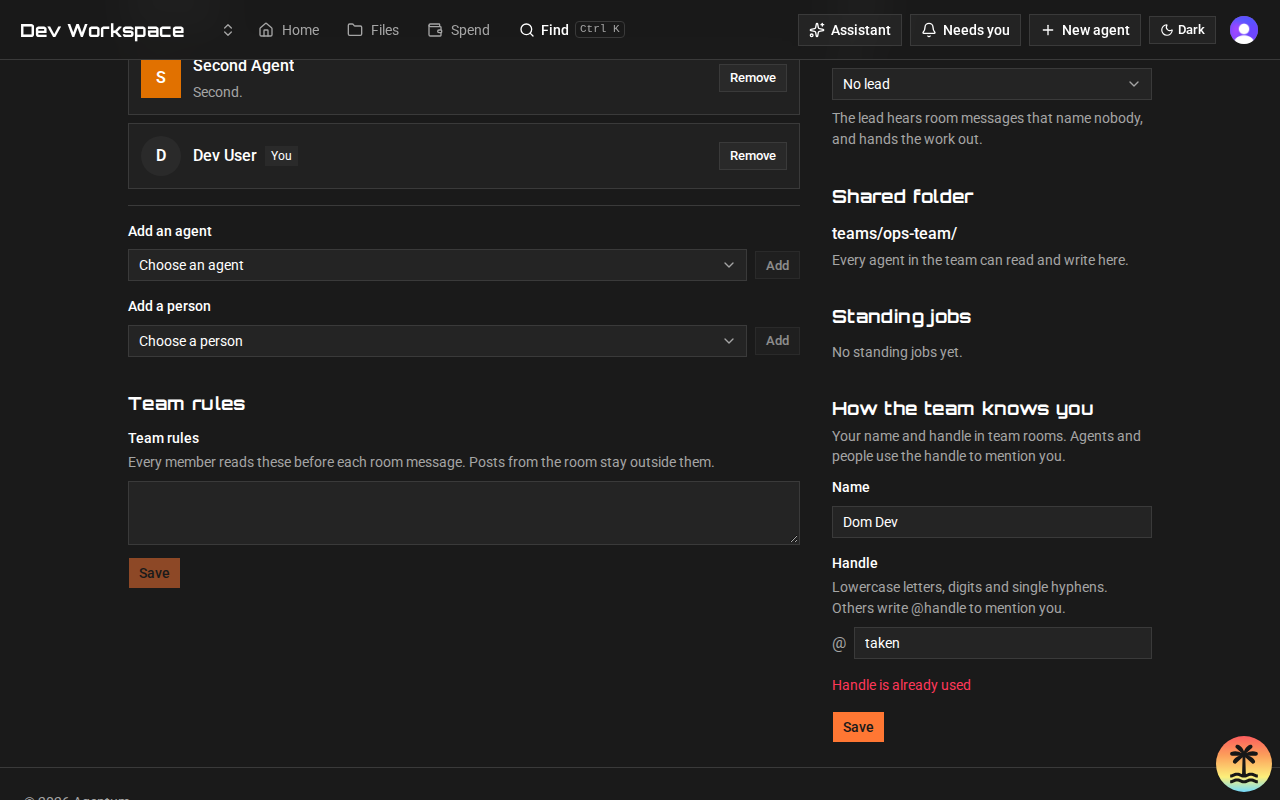 Dev Workspace
Home
Files
Spend
Find
Ctrl K
Assistant
Needs you
New agent
Dark
S
Second Agent
Second.
Remove
D
Dev User
You
Remove
Add an agent
Choose an agent
Add
Add a person
Choose a person
Add
Team rules
Team rules
Every member reads these before each room message. Posts from the room stay outside them.
Save
No lead
The lead hears room messages that name nobody,
and hands the work out.
Shared folder
teams/ops-team/
Every agent in the team can read and write here.
Standing jobs
No standing jobs yet.
How the team knows you
Your name and handle in team rooms. Agents and
people use the handle to mention you.
Name
Dom Dev
Handle
Lowercase letters, digits and single hyphens.
Others write @handle to mention you.
@
taken
Handle is already used
Save
© 2026 Agentum